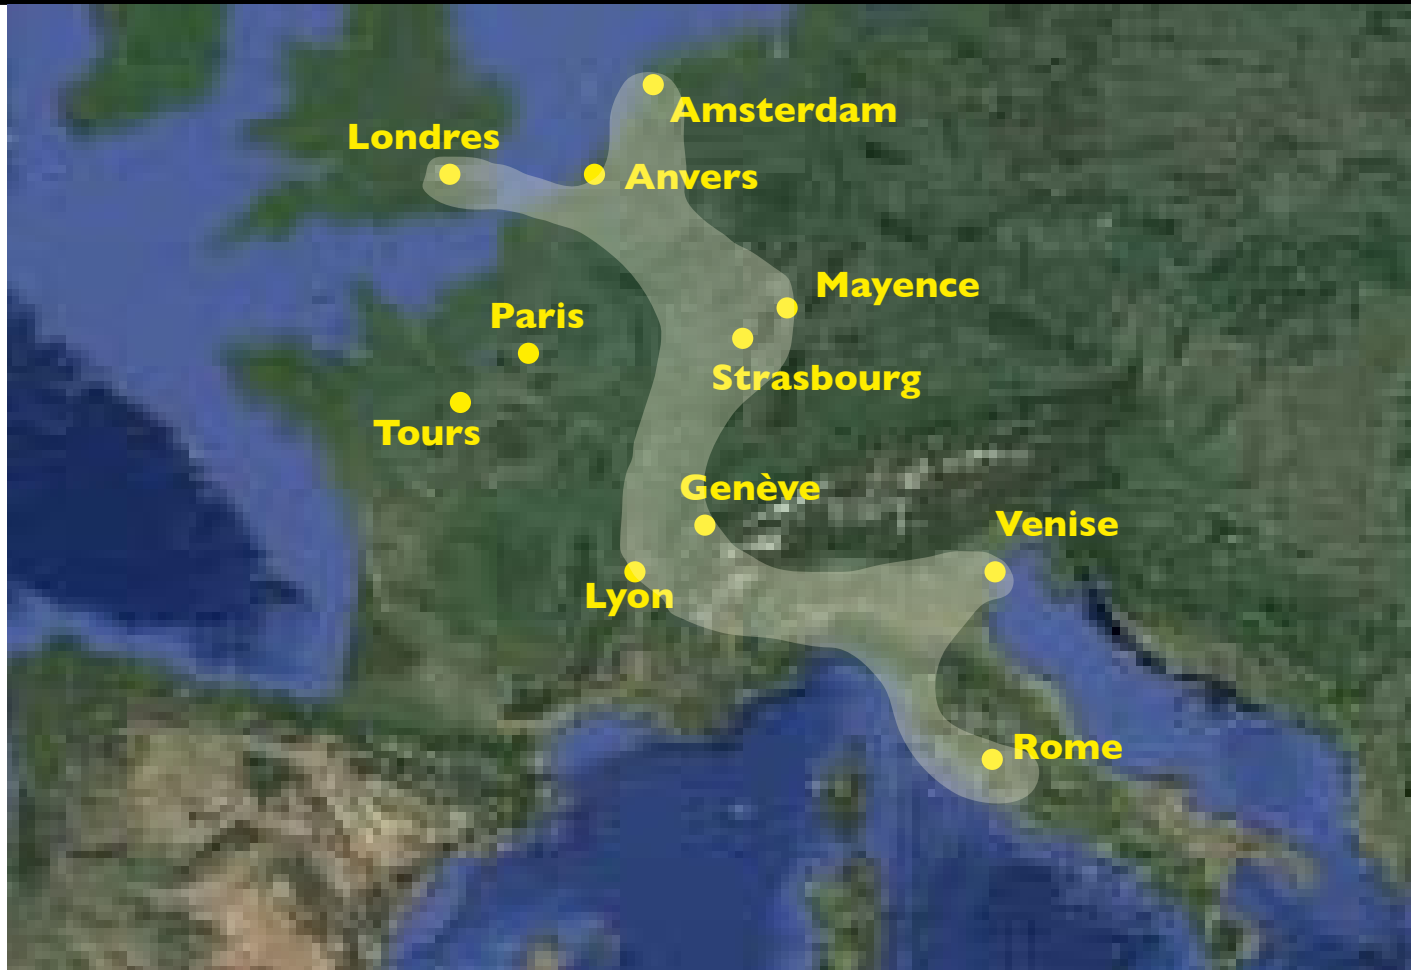 Amsterdam
Londres
Anvers
Mayence
Paris
Strasbourg
Tours
Genève
Venise
Lyon
Rome